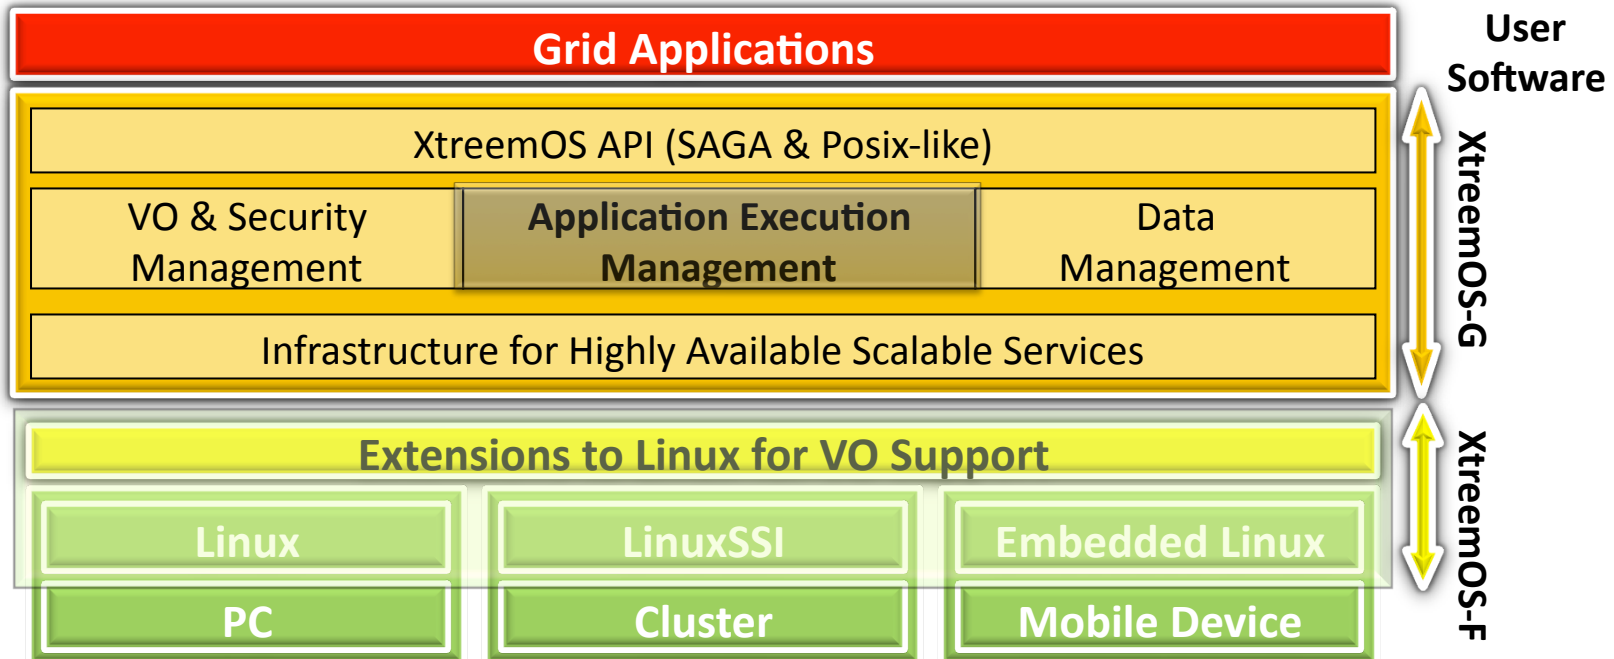 Grid Applications
User
Software
XtreemOS API (SAGA & Posix-like)
VO & Security
Management
Application Execution
Management
Data
Management
Infrastructure for Highly Available Scalable Services
XtreemOS-G
Extensions to Linux for VO Support
Linux
LinuxSSI
Embedded Linux
PC
Cluster
Mobile Device
XtreemOS-F